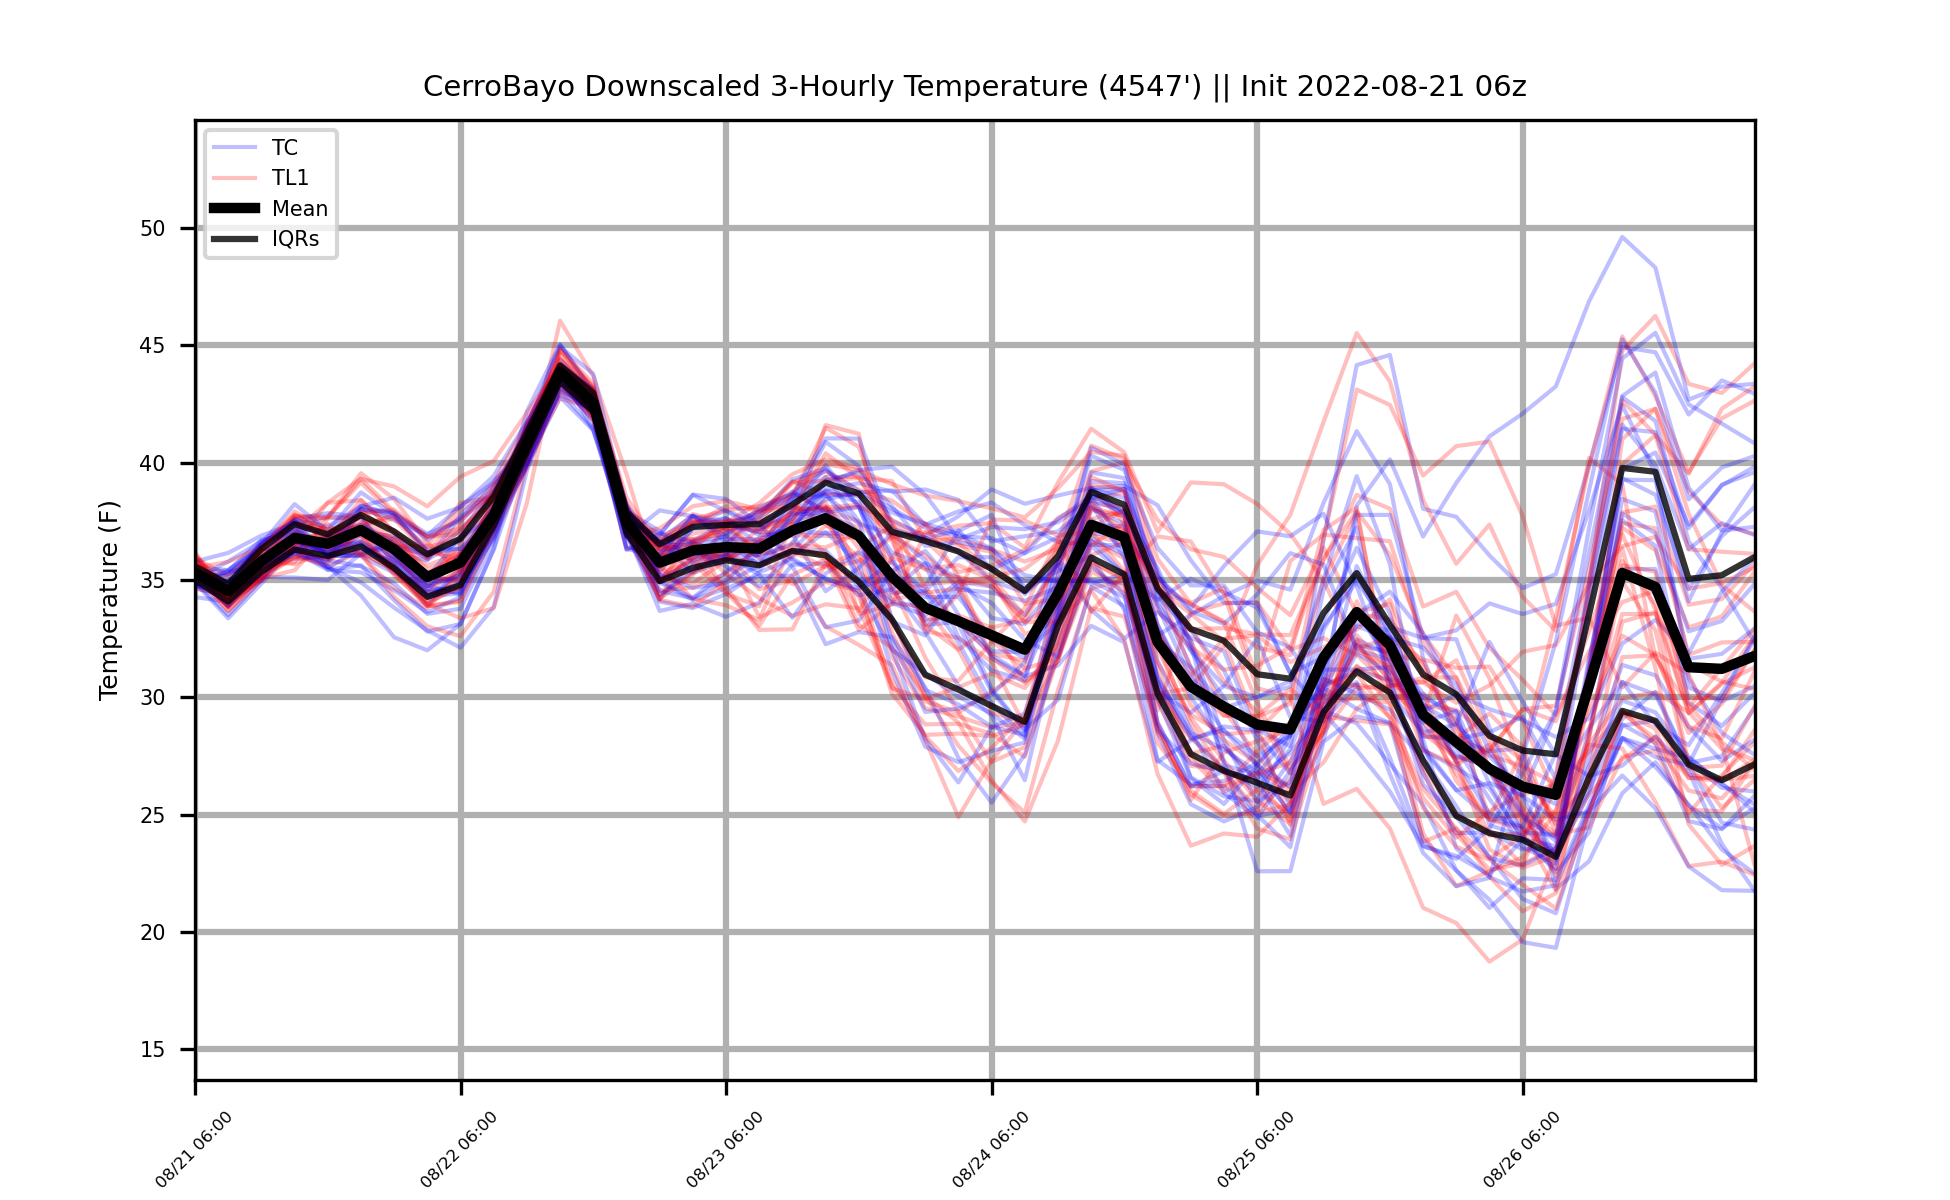 CerroBayo Downscaled 3-Hourly Temperature (4547') || Init 2022-08-21 06z
TC
TL1
Mean
IQRs
Temperature (F)
50
45
40
35
30
25
20
15
08/21 06:00
08/22 06:00
08/23 06:00
08/24 06:00
08/25 06:00
08/26 06:00